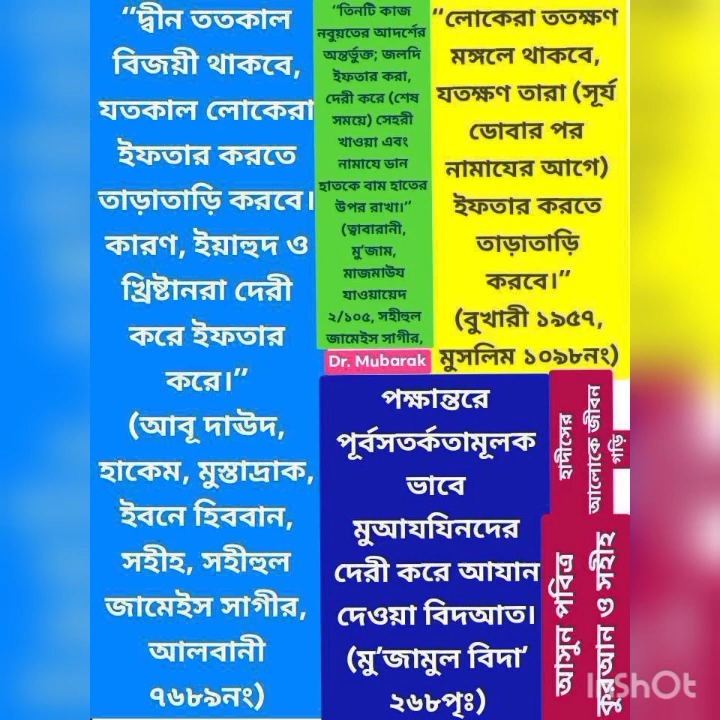 “দ্বীন ততকাল
বিজয়ী থাকবে,
যতকাল লোকেরা
ইফতার করতে
তাড়াতাড়ি করবে।
কারণ, ইয়াহুদ ও
খ্রিষ্টানরা দেরী
করে ইফতার
করে।”
(আবূ দাঊদ,
হাকেম, মুস্তাদ্রাক,
ইবনে হিববান,
সহীহ, সহীহুল
জামেইস সাগীর,
আলবানী
৭৬৮৯নং)
“তিনটি কাজ
নবুয়তের আদর্শের
অন্তর্ভুক্ত; জলদি
ইফতার করা,
দেরী করে (শেষ
সময়ে) সেহরী
খাওয়া এবং
নামাযে ডান
হাতকে বাম হাতের
উপর রাখা।”
(ত্বাবারানী,
মু’জাম,
মাজমাউয
যাওয়ায়েদ
২/১০৫, সহীহুল
জামেইস সাগীর,
Dr. Mubarak
“লোকেরা ততক্ষণ
মঙ্গলে থাকবে,
যতক্ষণ তারা (সূর্য
ডোবার পর
নামাযের আগে)
ইফতার করতে
তাড়াতাড়ি
করবে।”
(বুখারী ১৯৫৭,
মুসলিম ১০৯৮নং)
পক্ষান্তরে
পূর্বসতর্কতামূলক
ভাবে
মুআযযিনদের
দেরী করে আযান
দেওয়া বিদআত।
(মু’জামুল বিদা’
২৬৮পৃঃ)
হাদীসের
আলোকে জীবন
গড়ি
আসুন পবিত্র
কুরআন ও সহীহ
InShOt